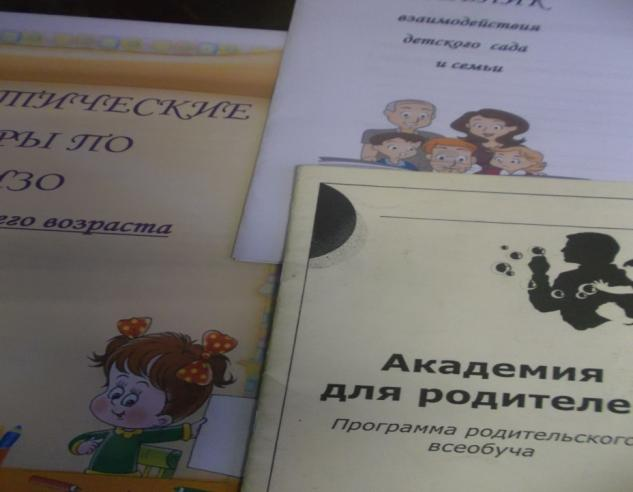 взаимодействия
детского сада
и семьи
ТИЧЕСКИЕ
РЫ ПО
ИЗО
его возраста
Академия
для родителе
Программа родительского
всеобуча